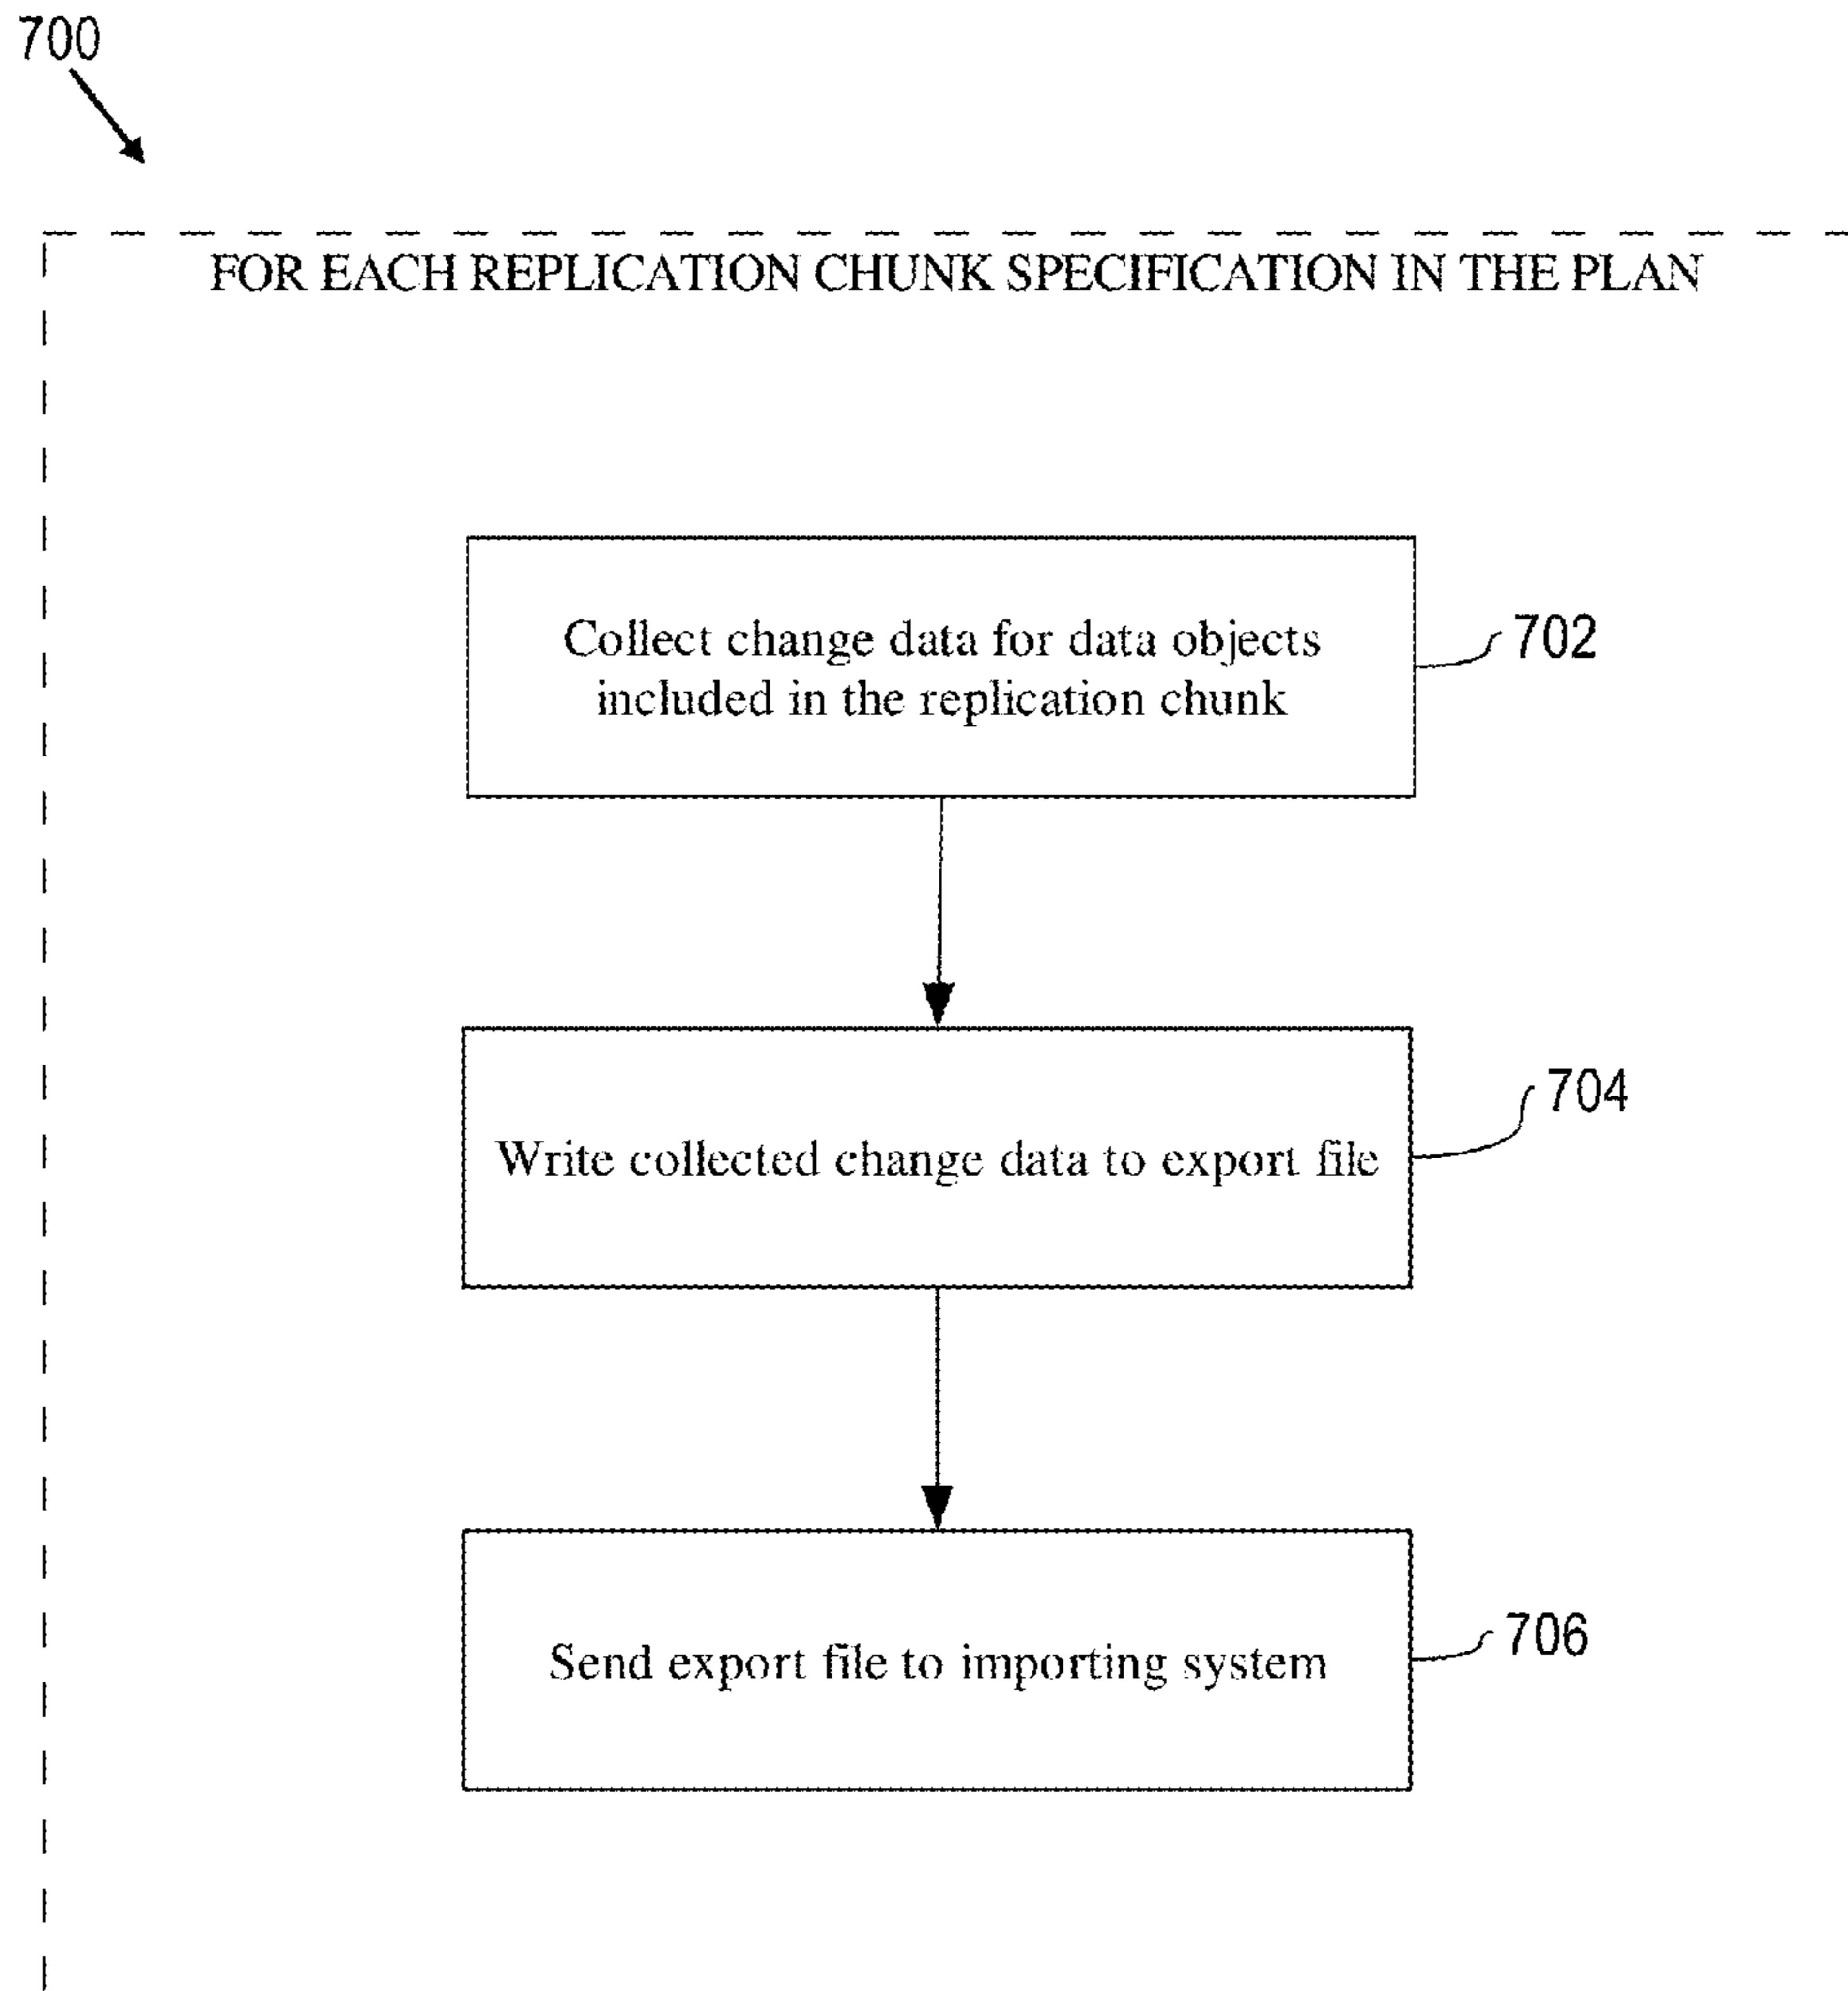 700
FOR EACH REPLICATION CHUNK SPECIFICATION IN THE PLAN
Collect change data for data objects
included in the replication chunk
702
Write collected change data to export file
704
Send export file to importing system
706